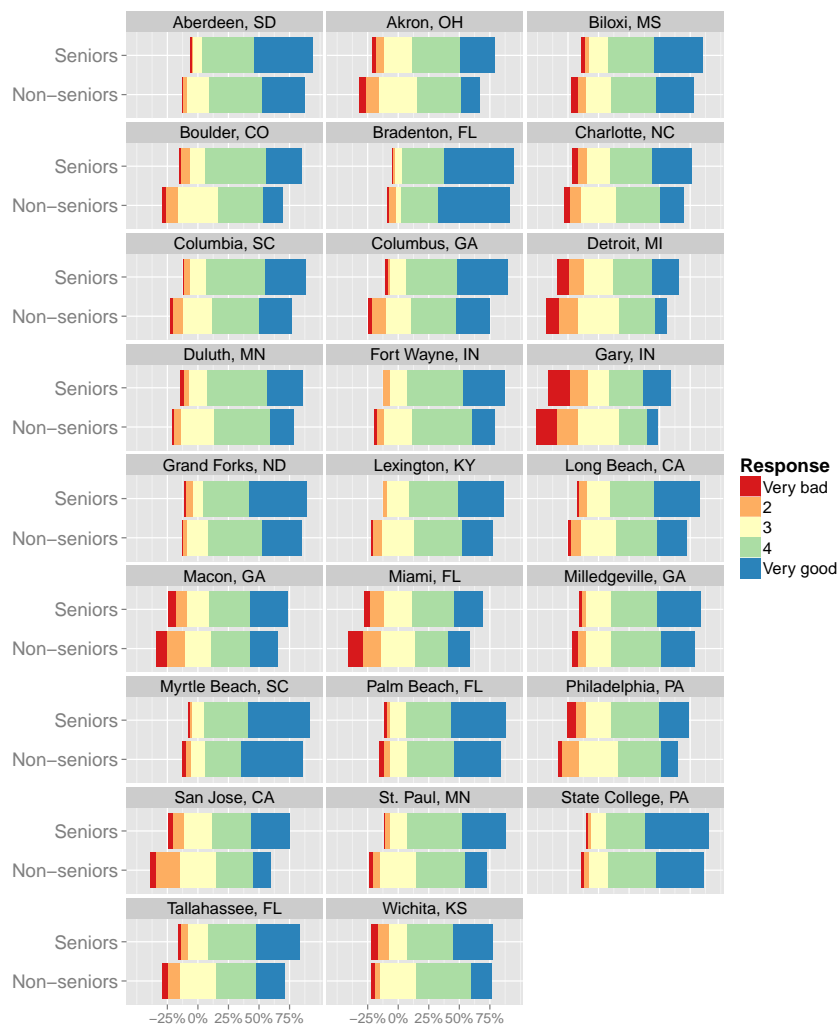 Aberdeen, SD Akron, OH Biloxi, MS
Seniors
Non−seniors
Boulder, CO Bradenton, FL Charlotte, NC
Seniors
Non−seniors
Columbia, SC Columbus, GA Detroit, MI
Seniors
Non−seniors
Duluth, MN Fort Wayne, IN Gary, IN
Seniors
Non−seniors
Grand Forks, ND Lexington, KY Long Beach, CA
Seniors
Non−seniors
Macon, GA Miami, FL Milledgeville, GA
Seniors
Non−seniors
Myrtle Beach, SC Palm Beach, FL Philadelphia, PA
Seniors
Non−seniors
San Jose, CA St. Paul, MN State College, PA
Seniors
Non−seniors
Tallahassee, FL Wichita, KS
Seniors
Non−seniors
−25% 0% 25% 50% 75% −25% 0% 25% 50% 75%
Response
Very bad
2
3
4
Very good